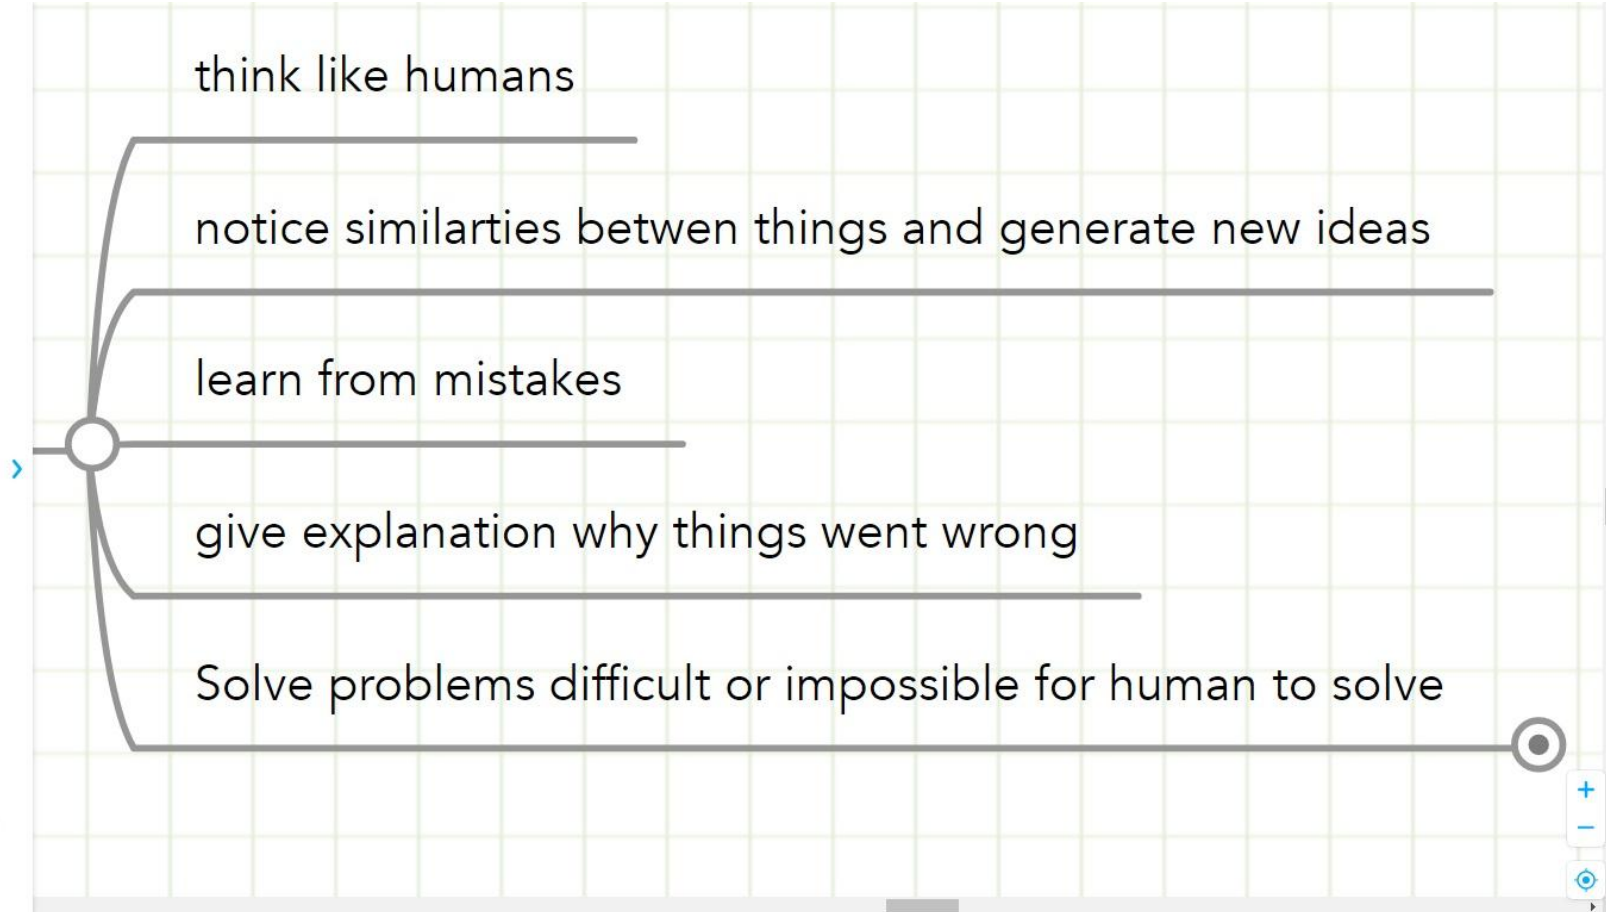 think like humans
notice similarties betwen things and generate new ideas
learn from mistakes
give explanation why things went wrong
Solve problems difficult or impossible for human to solve